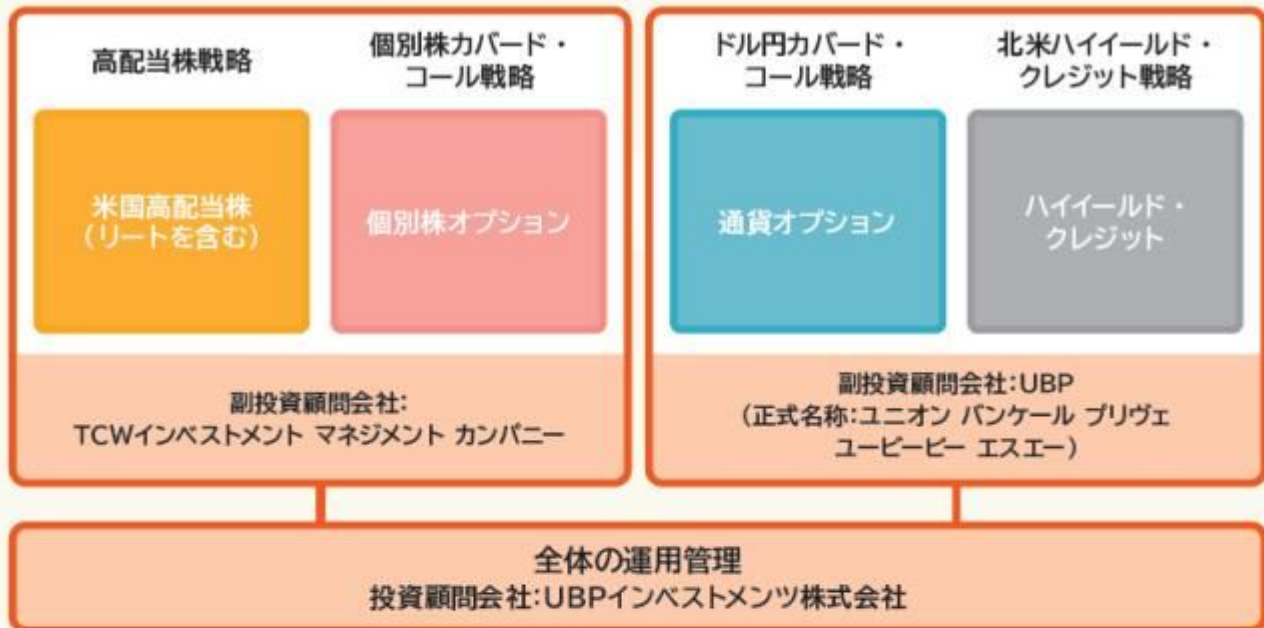 高配当株戦略
個別株カバード・
コール戦略
米国高配当株
(リートを含む)
個別株オプション
副投資顧問会社:
TCWインベストメント マネジメント カンパニー
ドル円カバード・
コール戦略
北米ハイイールド・
クレジット戦略
通貨オプション
ハイイールド・
クレジット
副投資顧問会社:UBP
(正式名称:ユニオン バンケール プリヴェ
ユービーピー エスエー)
全体の運用管理
投資顧問会社:UBPインベストメンツ株式会社